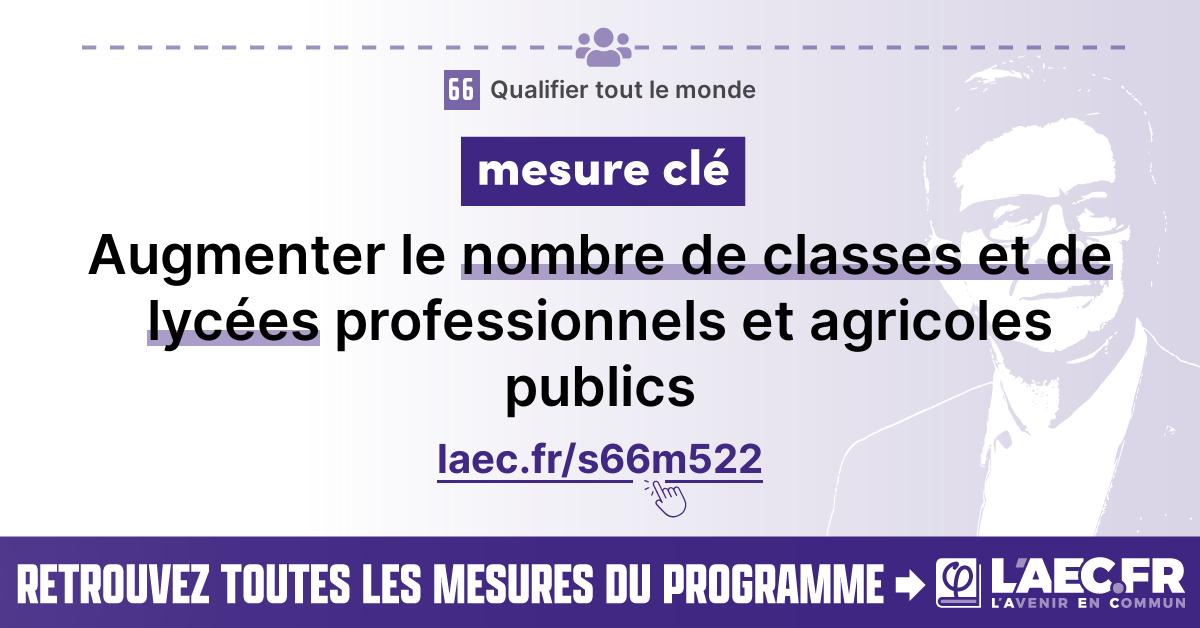 66 Qualifier tout le monde
mesure clé
Augmenter le nombre de classes et de
lycées professionnels et agricoles
publics
laec.fr/s66m522
RETROUVEZ TOUTES LES MESURES DU PROGRAMME
φ L'AEC.FR
L'AVENIR EN COMMUN